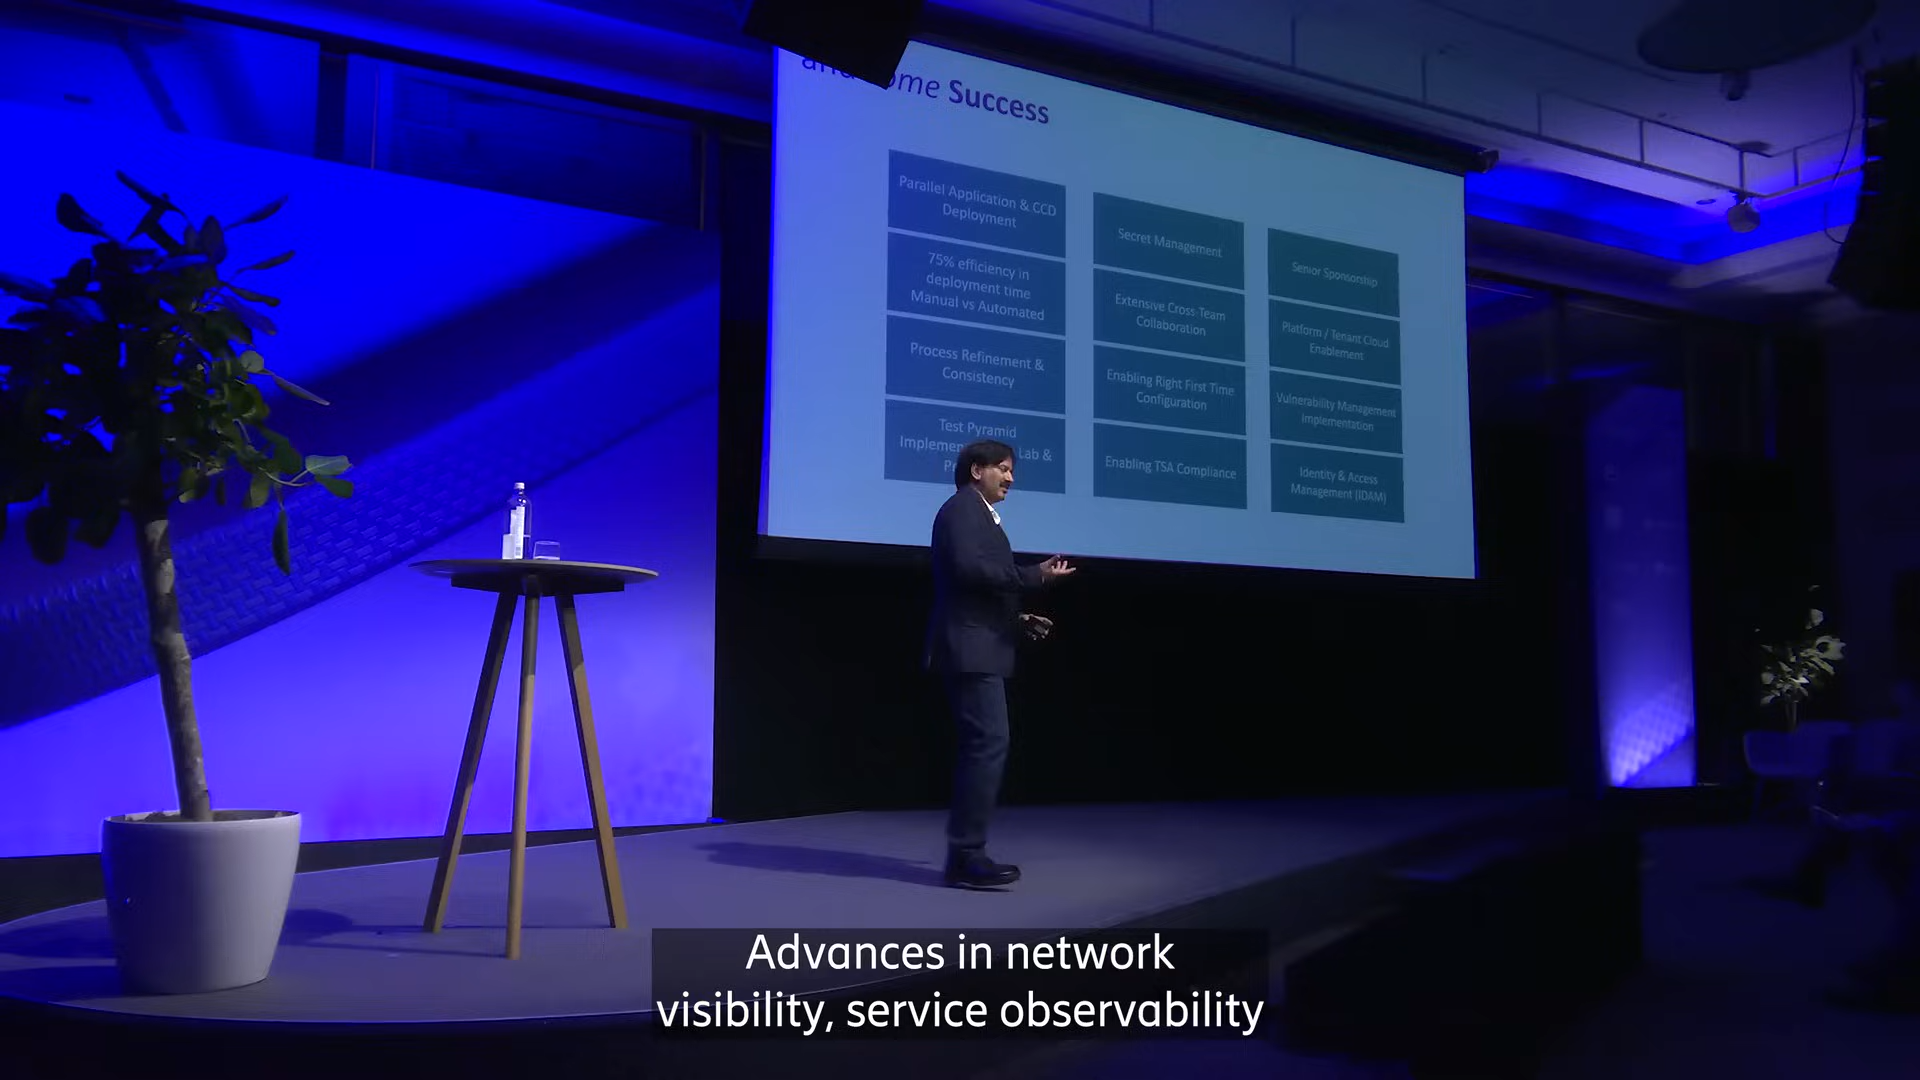 ome Success
Parallel Application & CCD
Deployment
75% efficiency in
deployment time
Manual vs Automated
Process Refinement &
Consistency
Test Pyramid
Lab &
Secret Management
Extensive Cross-Team
Collaboration
Enabling Right First Time
Configuration
Enabling TSA Compliance
Senior Sponsorship
Platform / Tenant Cloud
Enablement
Vulnerability Management
Implementation
Identity & Access
Management (IDAM)
Advances in network
visibility, service observability